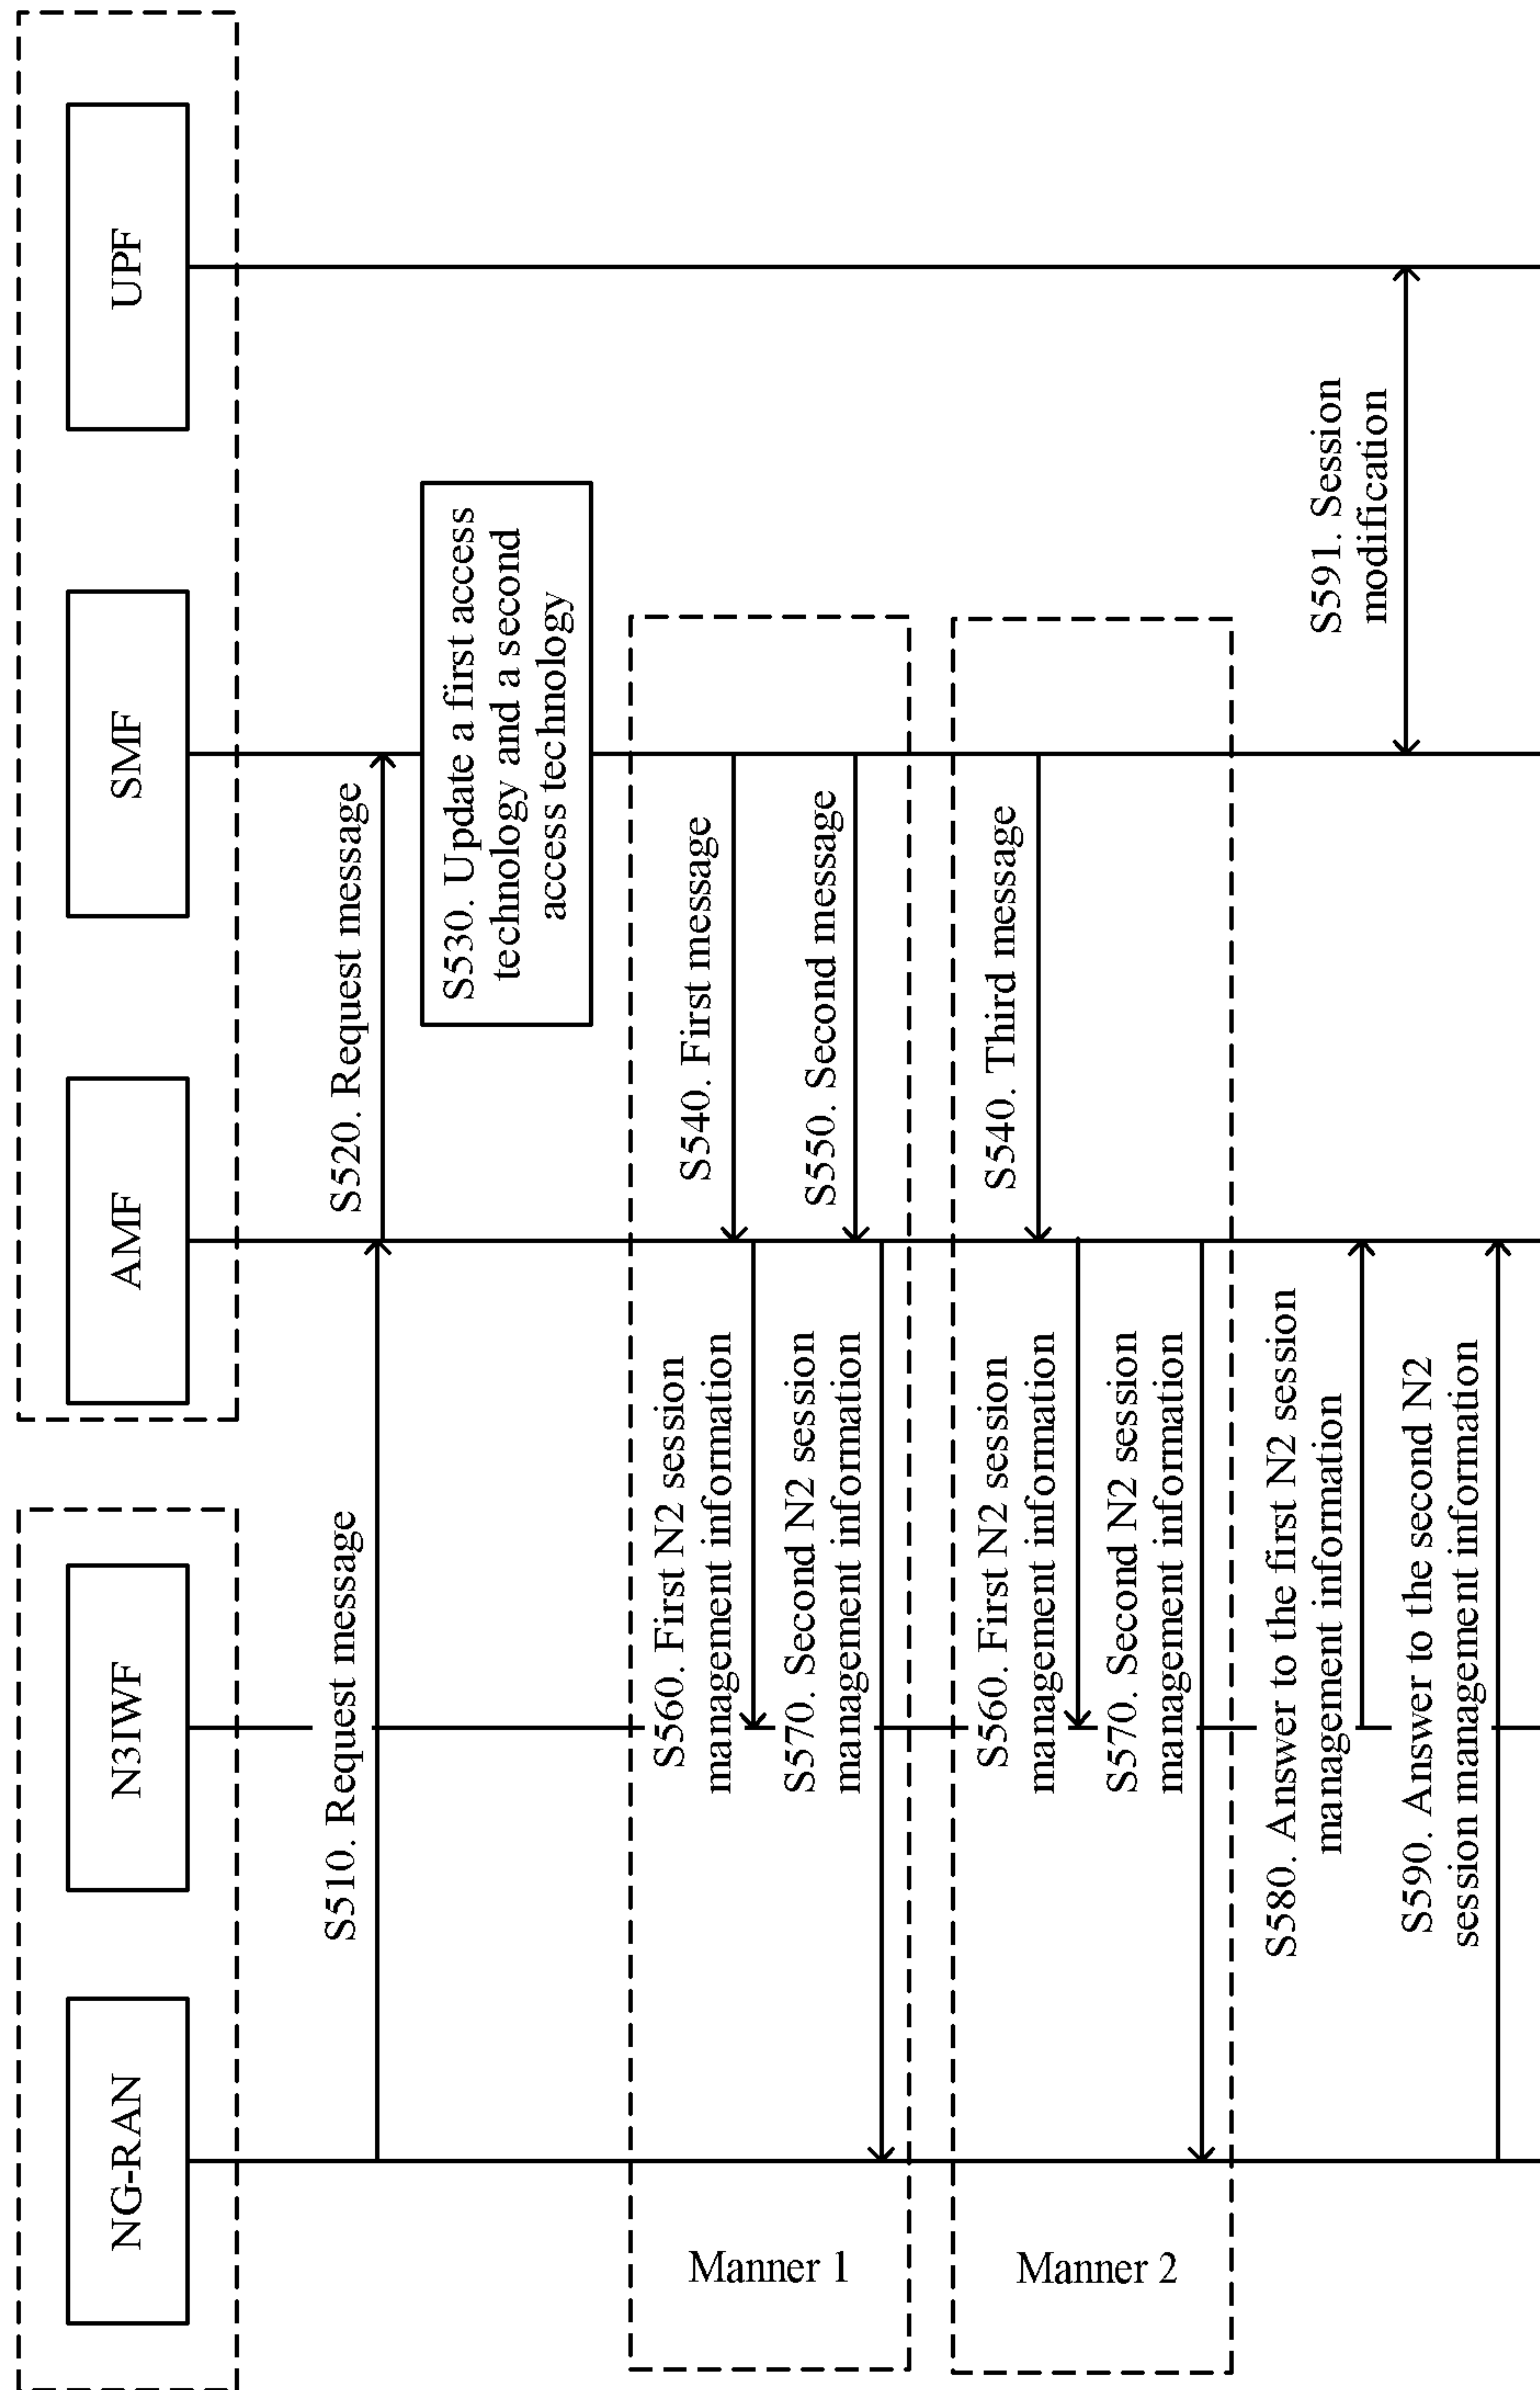 NG-RAN
N3IWF
AMF
SMF
UPF
S510. Request message
S520. Request message
S530. Update a first access
technology and a second
access technology
Manner 1
S540. First message
S560. First N2 session
management information
S550. Second message
S570. Second N2 session
management information
Manner 2
S540. Third message
S560. First N2 session
management information
S570. Second N2 session
management information
S580. Answer to the first N2 session
management information
S591. Session
modification
S590. Answer to the second N2
session management information